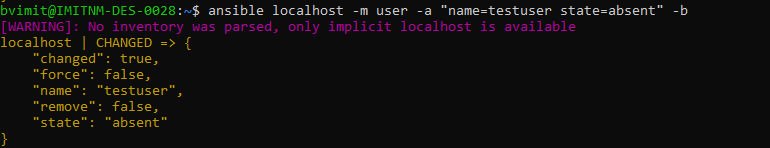 bvimit@IMITNM-DES-0028:~$ ansible localhost -m user -a "name=testuser state=absent" -b
[WARNING]: No inventory was parsed, only implicit localhost is available
localhost | CHANGED => {
    "changed": true,
    "force": false,
    "name": "testuser",
    "remove": false,
    "state": "absent"
}